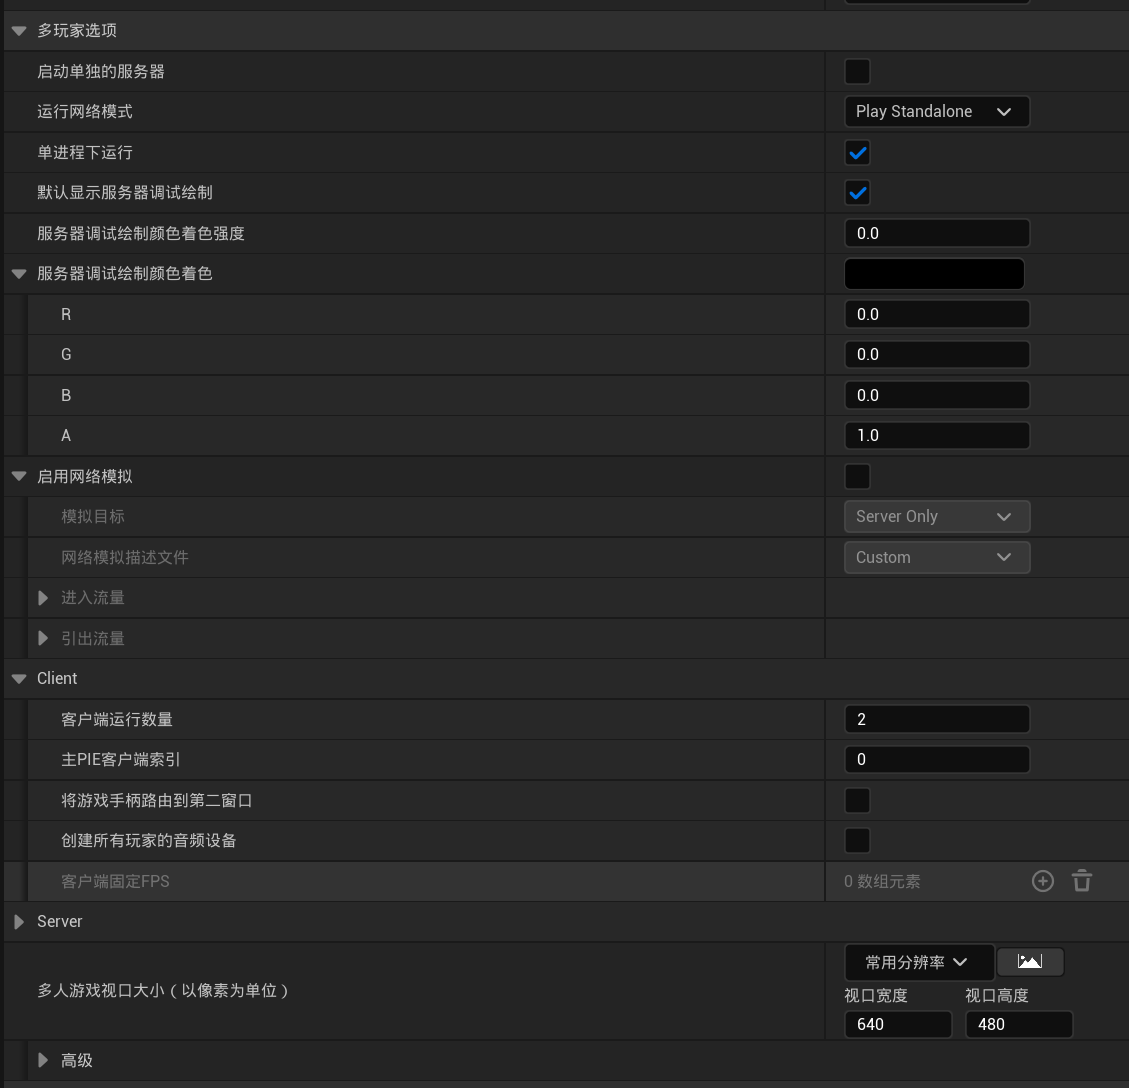 多玩家选项
启动单独的服务器
运行网络模式 Play Standalone
单进程下运行
默认显示服务器调试绘制
服务器调试绘制颜色着色强度 0.0
服务器调试绘制颜色着色
R 0.0
G 0.0
B 0.0
A 1.0
启用网络模拟
模拟目标 Server Only
网络模拟描述文件 Custom
进入流量
引出流量
Client
客户端运行数量 2
主PIE客户端索引 0
将游戏手柄路由到第二窗口
创建所有玩家的音频设备
客户端固定FPS 0 数组元素
Server
常用分辨率
多人游戏视口大小（以像素为单位）
视口宽度 视口高度
640 480
高级